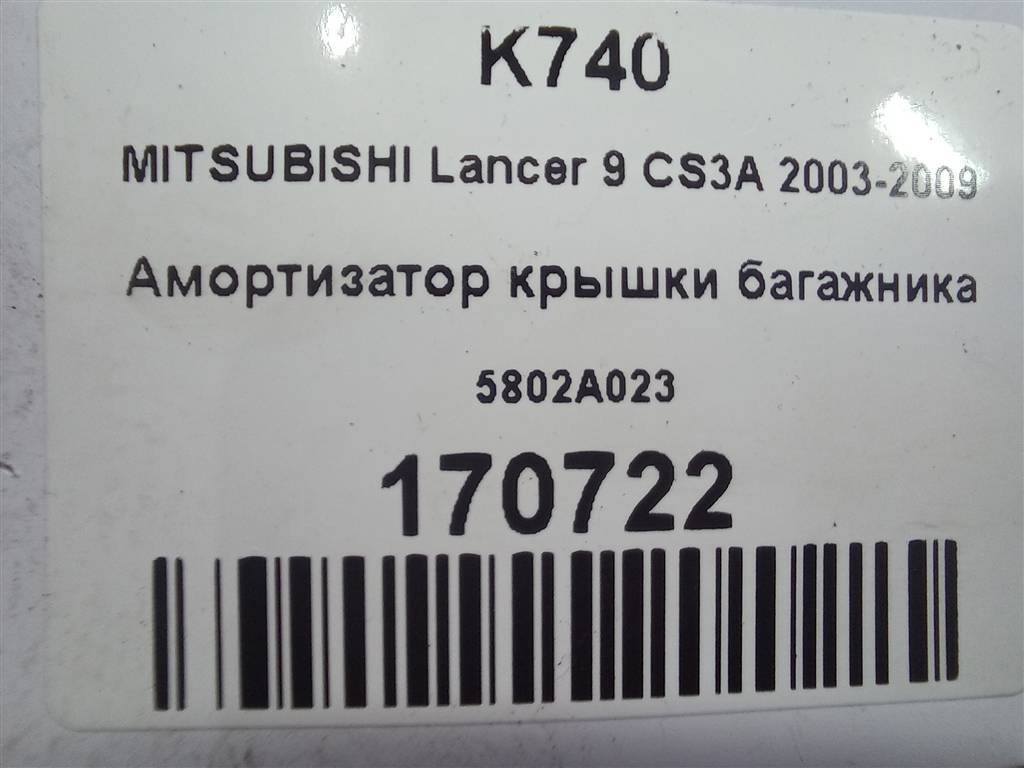 K740
MITSUBISHI Lancer 9 CS3A 2003-2009
Амортизатор крышки багажника
5802A023
170722